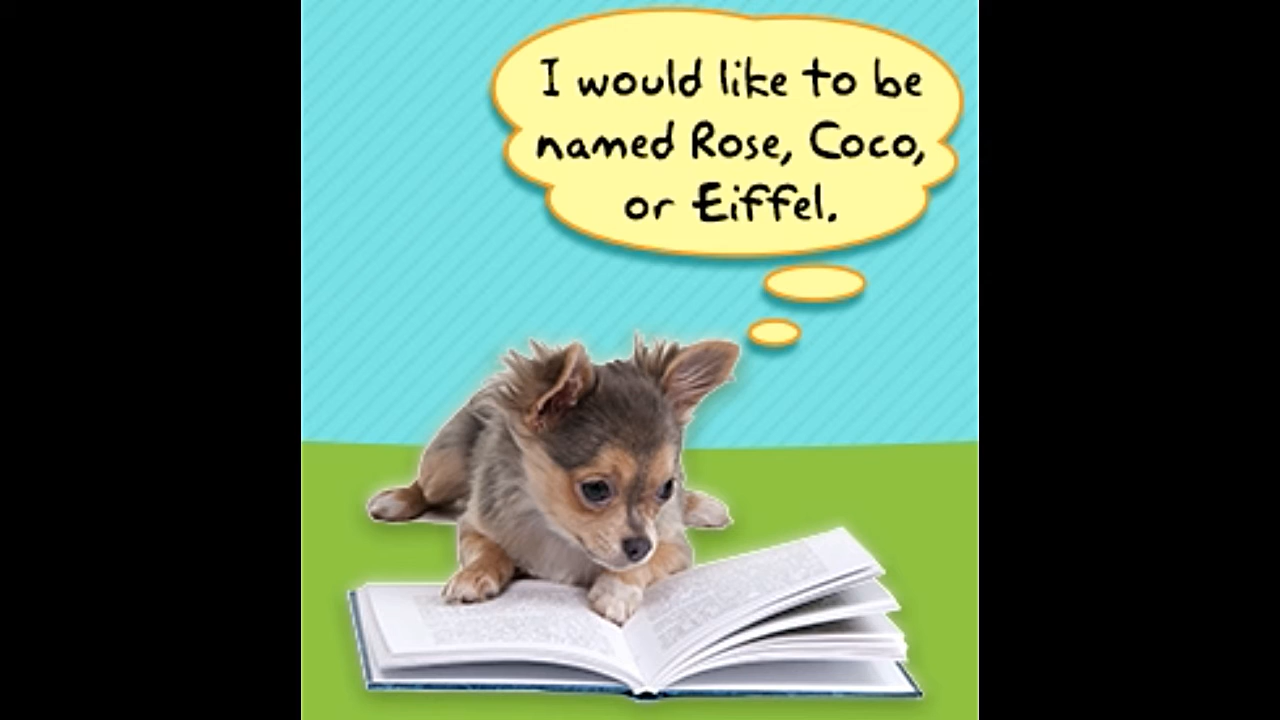 I would like to be
named Rose, Coco,
or Eiffel.